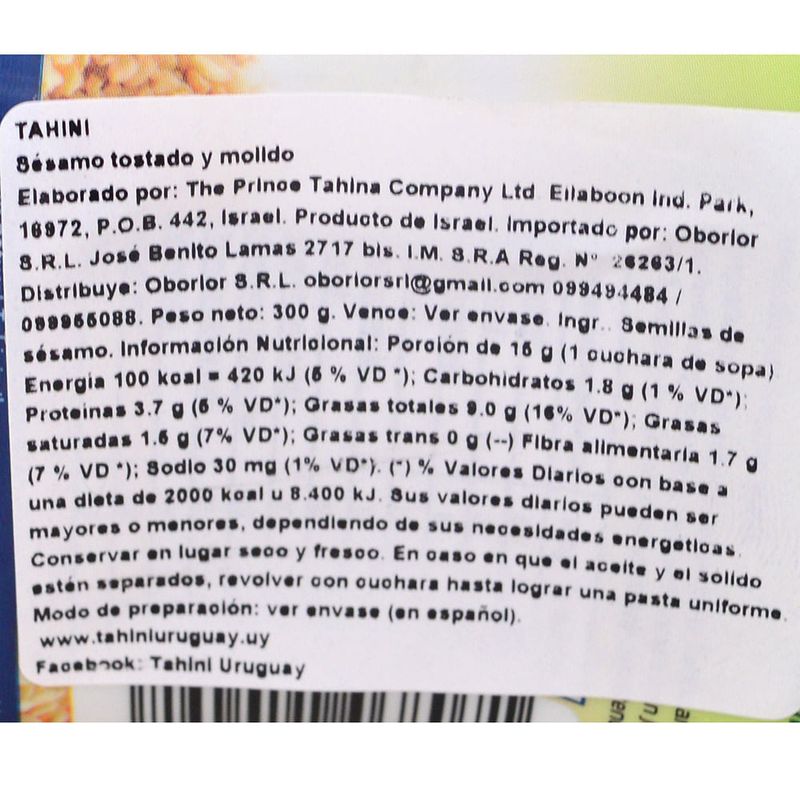 TAHINI
Sésamo tostado y molido
Elaborado por: The Prince Tahina Company Ltd Eilaboon Ind. Park,
16972, P.O.B. 442, Israel. Producto de Israel. Importado por: Oborior
S.R.L. José Benito Lamas 2717 bis. I.M. S.R.A Reg. N° 26263/1.
Distribuye: Oborior S.R.L. oboriorsrl@gmail.com 099494484 /
099966088. Peso neto: 300 g. Vence: Ver envase. Ingr.. Semillas de
sésamo. Información Nutricional: Porción de 15 g (1 cuchara de sopa)
Energía 100 kcal = 420 kJ (5 % VD *); Carbohidratos 1.8 g (1 % VD*);
Proteínas 3.7 g (5 % VD*); Grasas totales 9.0 g (16% VD*); Grasas
saturadas 1.5 g (7% VD*); Grasas trans 0 g (--) Fibra alimentaria 1.7 g
(7 % VD *); Sodio 30 mg (1% VD*). (*) % Valores Diarios con base a
una dieta de 2000 kcal u 8.400 kJ. Sus valores diarios pueden ser
mayores o menores, dependiendo de sus necesidades energéticas.
Conservar en lugar seco y fresco. En caso en que el aceite y el sólido
estén separados, revolver con cuchara hasta lograr una pasta uniforme.
Modo de preparación: ver envase (en español).
www.tahiniuruguay.uy
Facebook: Tahini Uruguay